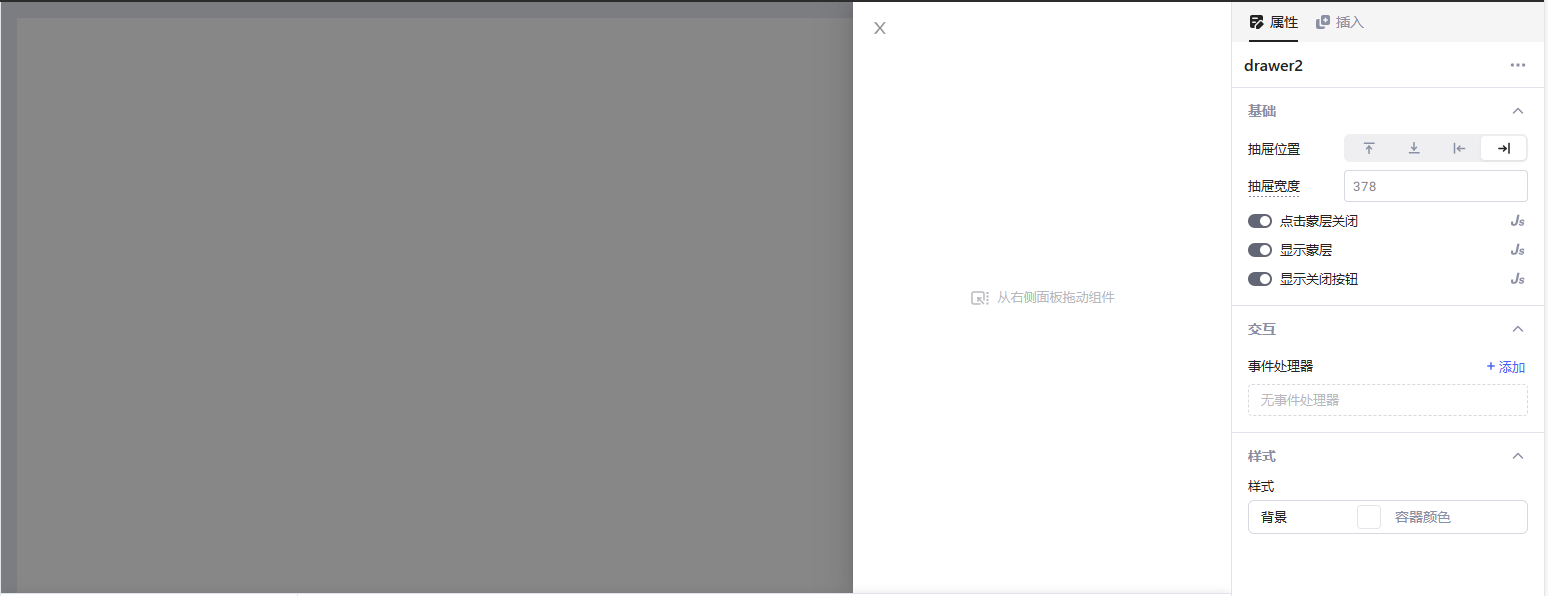 X
从右侧面板拖动组件
属性 插入
drawer2
基础
抽屉位置
抽屉宽度 378
点击蒙层关闭 Js
显示蒙层 Js
显示关闭按钮 Js
交互
事件处理器 + 添加
无事件处理器
样式
样式
背景 容器颜色